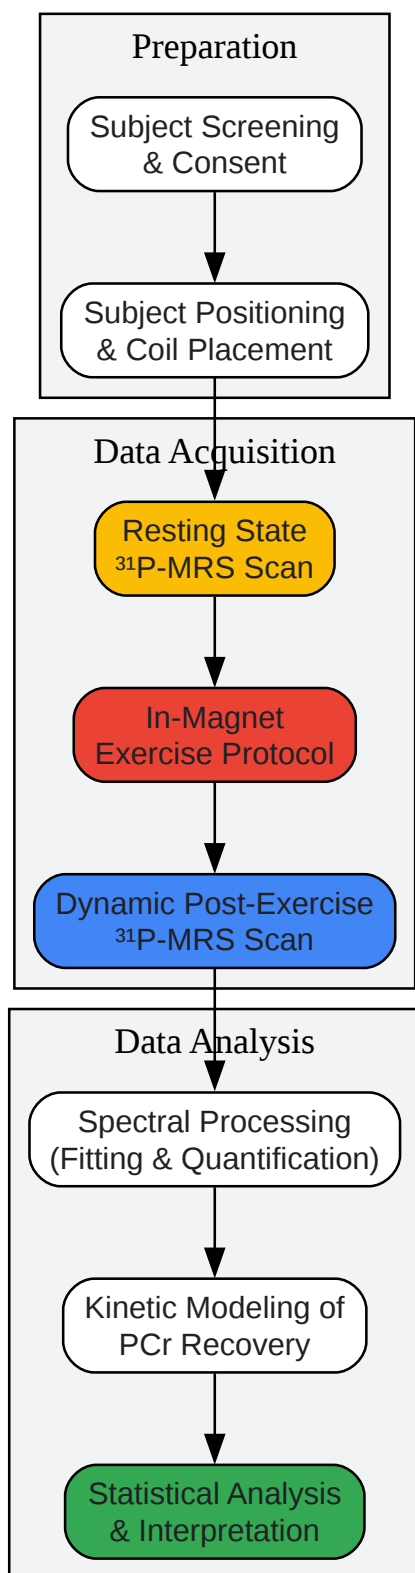 Preparation
Subject Screening
& Consent
Subject Positioning
& Coil Placement
Data Acquisition
Resting State
³¹P-MRS Scan
In-Magnet
Exercise Protocol
Dynamic Post-Exercise
³¹P-MRS Scan
Data Analysis
Spectral Processing
(Fitting & Quantification)
Kinetic Modeling of
PCr Recovery
Statistical Analysis
& Interpretation